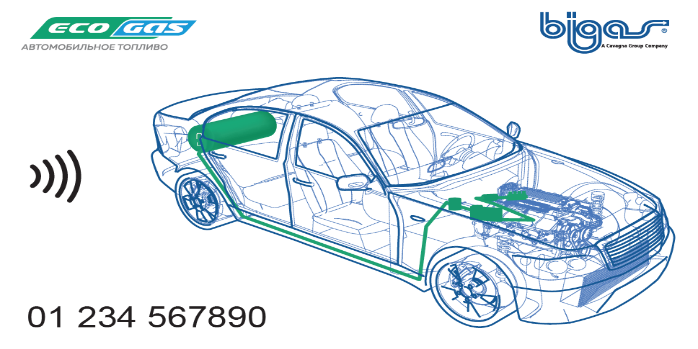 ECO GAS
АВТОМОБИЛЬНОЕ ТОПЛИВО
bigas®
A Cavagna Group Company
01 234 567890